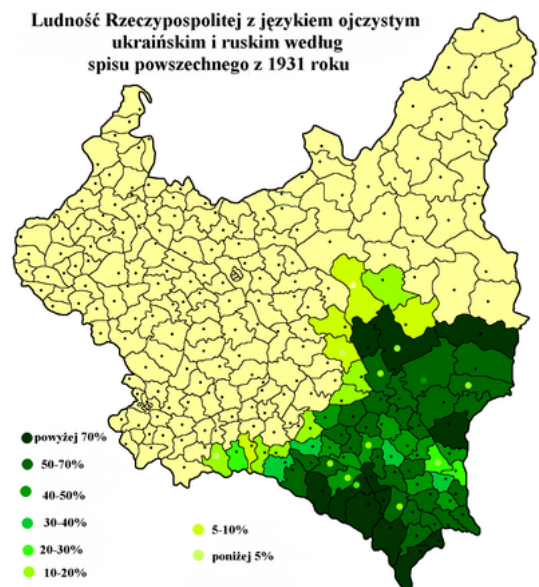 Ludność Rzeczypospolitej z językiem ojczystym
ukraińskim i ruskim według
spisu powszechnego z 1931 roku
powyżej 70%
50-70%
40-50%
30-40%
20-30%
10-20%
5-10%
poniżej 5%